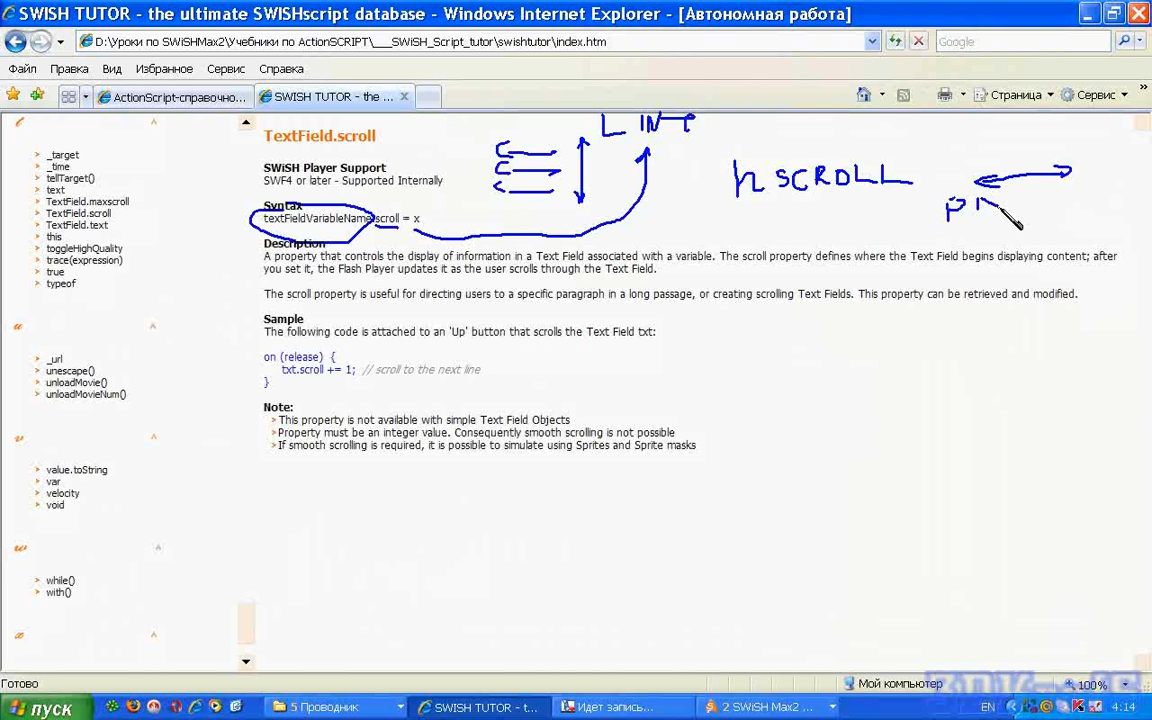 SWISH TUTOR - the ultimate SWISHscript database - Windows Internet Explorer - [Автономная работа]
D:\Уроки по SWiSHMax2\Учебники по ActionSCRIPT\___SWiSH_Script_tutor\swishtutor\index.htm
Google
Файл Правка Вид Избранное Сервис Справка
ActionScript-справочно... SWISH TUTOR - the ... Страница Сервис
TextField.scroll
SWiSH Player Support
SWF4 or later - Supported Internally
Syntax
textFieldVariableName.scroll = x
Description
A property that controls the display of information in a Text Field associated with a variable. The scroll property defines where the Text Field begins displaying content; after
you set it, the Flash Player updates it as the user scrolls through the Text Field.
The scroll property is useful for directing users to a specific paragraph in a long passage, or creating scrolling Text Fields. This property can be retrieved and modified.
Sample
The following code is attached to an 'Up' button that scrolls the Text Field txt:
on (release) {
txt.scroll += 1; // scroll to the next line
}
Note:
This property is not available with simple Text Field Objects
Property must be an integer value. Consequently smooth scrolling is not possible
If smooth scrolling is required, it is possible to simulate using Sprites and Sprite masks
hSCROLL
_target
_time
tellTarget()
text
TextField.maxscroll
TextField.scroll
TextField.text
this
toggleHighQuality
trace(expression)
true
typeof
u
_url
unescape()
unloadMovie()
unloadMovieNum()
v
value.toString
var
velocity
void
w
while()
with()
Готово
Мой компьютер
100%
пуск
5 Проводник
SWISH TUTOR - th...
Идет запись...
2 SWiSH Max2 ...
EN
4:14